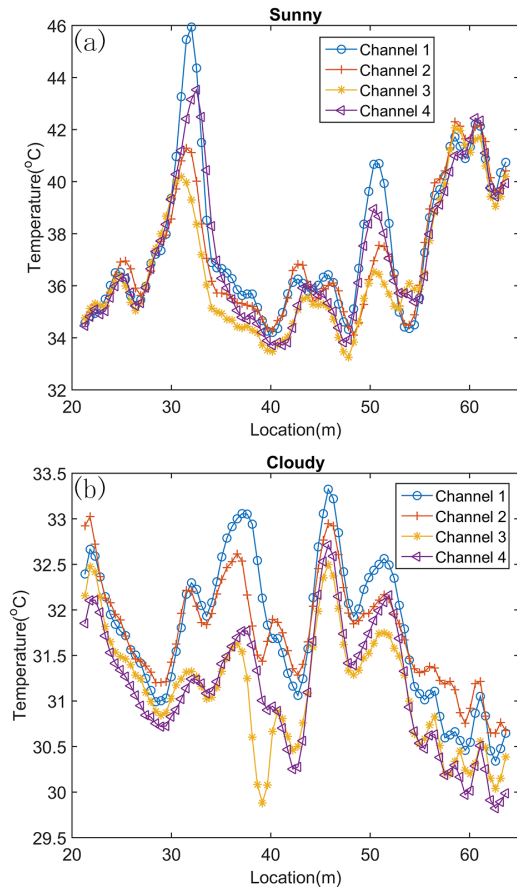 Sunny
(a)
46
44
42
40
38
36
34
32
Temperature(°C)
Channel 1
Channel 2
Channel 3
Channel 4
20 30 40 50 60
Location(m)
Cloudy
(b)
33.5
33
32.5
32
31.5
31
30.5
30
29.5
Temperature(°C)
Channel 1
Channel 2
Channel 3
Channel 4
20 30 40 50 60
Location(m)